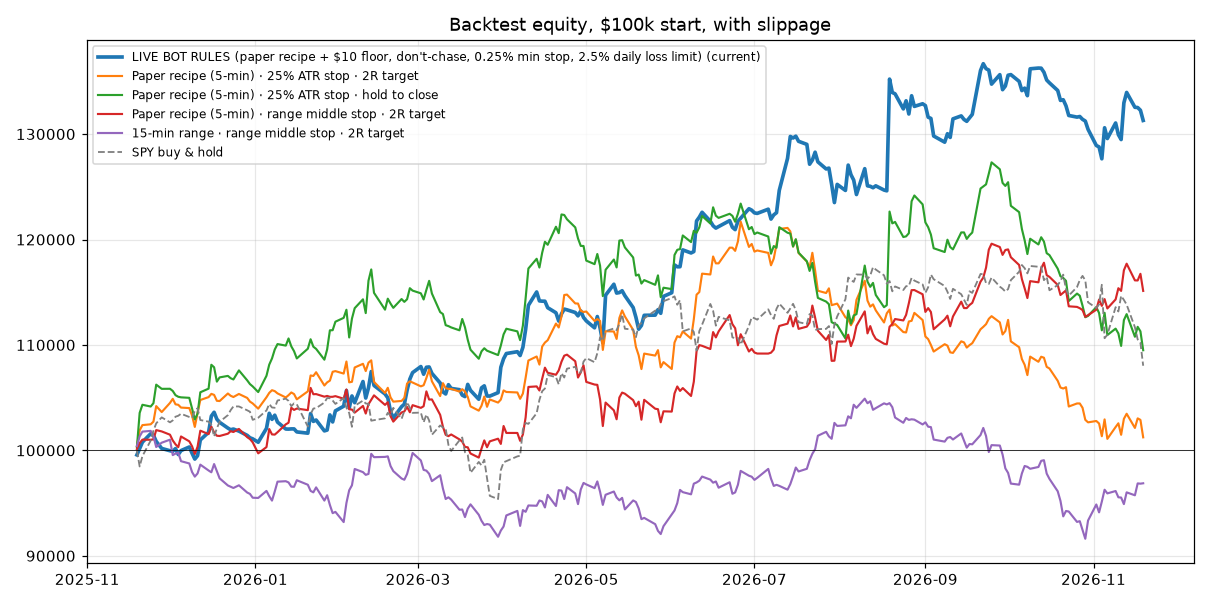 Backtest equity, $100k start, with slippage
LIVE BOT RULES (paper recipe + $10 floor, don't-chase, 0.25% min stop, 2.5% daily loss limit) (current)
Paper recipe (5-min) · 25% ATR stop · 2R target
Paper recipe (5-min) · 25% ATR stop · hold to close
Paper recipe (5-min) · range middle stop · 2R target
15-min range · range middle stop · 2R target
SPY buy & hold
130000
120000
110000
100000
90000
2025-11 2026-01 2026-03 2026-05 2026-07 2026-09 2026-11